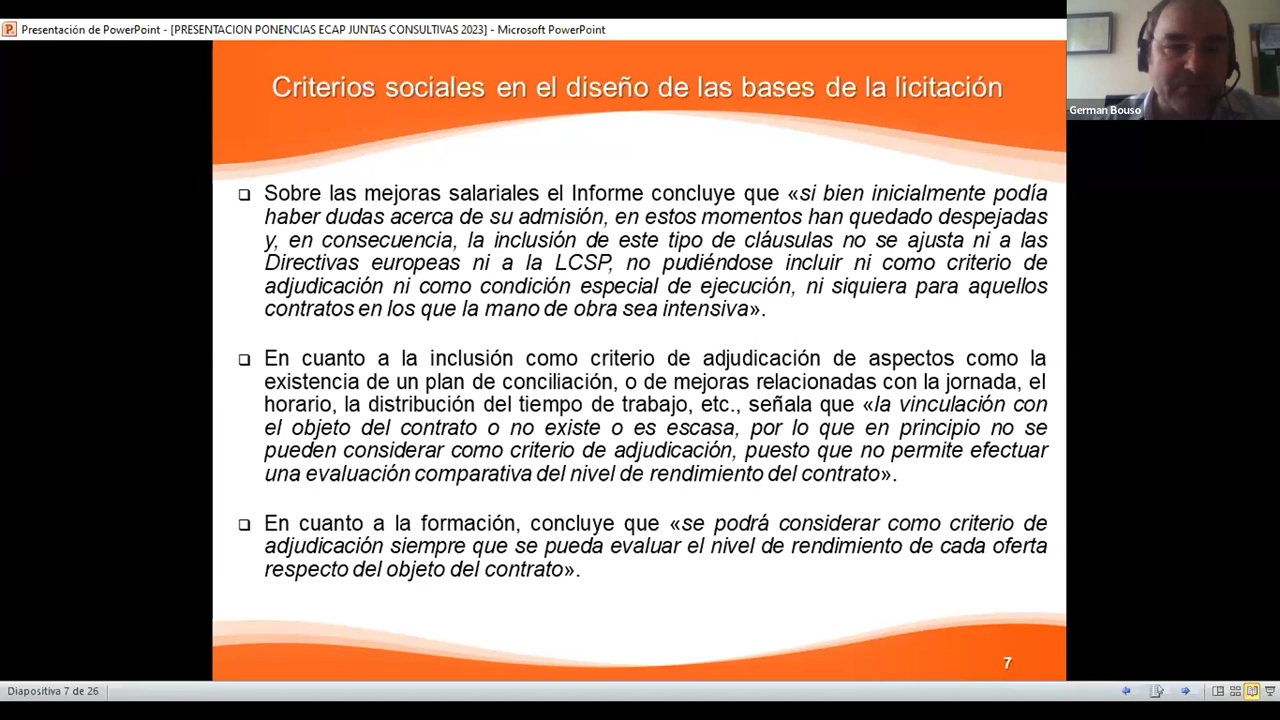 Presentación de PowerPoint - [PRESENTACION PONENCIAS ECAP JUNTAS CONSULTIVAS 2023] - Microsoft PowerPoint
German Bouso
Criterios sociales en el diseño de las bases de la licitación
Sobre las mejoras salariales el Informe concluye que «si bien inicialmente podía
haber dudas acerca de su admisión, en estos momentos han quedado despejadas
y, en consecuencia, la inclusión de este tipo de cláusulas no se ajusta ni a las
Directivas europeas ni a la LCSP, no pudiéndose incluir ni como criterio de
adjudicación ni como condición especial de ejecución, ni siquiera para aquellos
contratos en los que la mano de obra sea intensiva».
En cuanto a la inclusión como criterio de adjudicación de aspectos como la
existencia de un plan de conciliación, o de mejoras relacionadas con la jornada, el
horario, la distribución del tiempo de trabajo, etc., señala que «la vinculación con
el objeto del contrato o no existe o es escasa, por lo que en principio no se
pueden considerar como criterio de adjudicación, puesto que no permite efectuar
una evaluación comparativa del nivel de rendimiento del contrato».
En cuanto a la formación, concluye que «se podrá considerar como criterio de
adjudicación siempre que se pueda evaluar el nivel de rendimiento de cada oferta
respecto del objeto del contrato».
7
Diapositiva 7 de 26